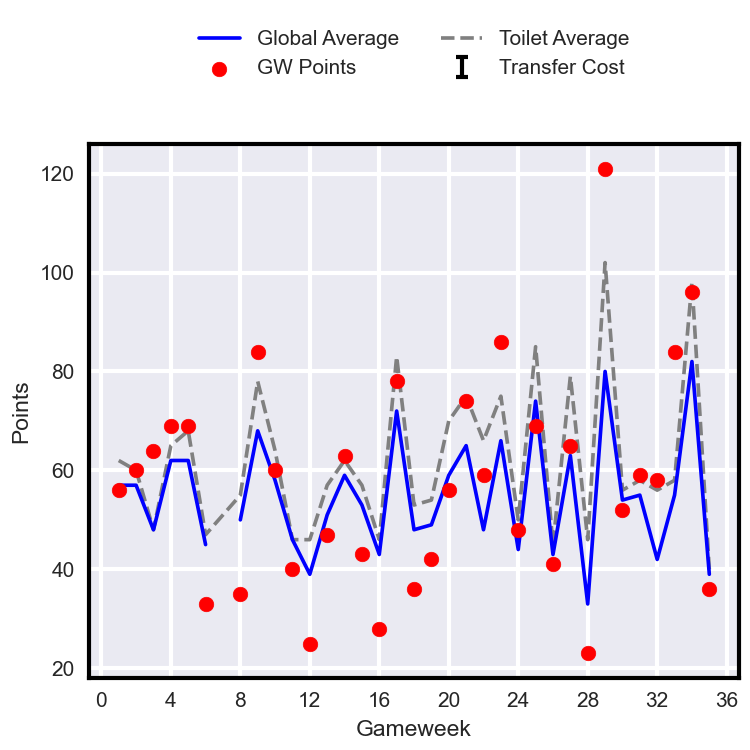 Global Average
Toilet Average
GW Points
Transfer Cost
120
100
80
60
40
20
Points
0 4 8 12 16 20 24 28 32 36
Gameweek